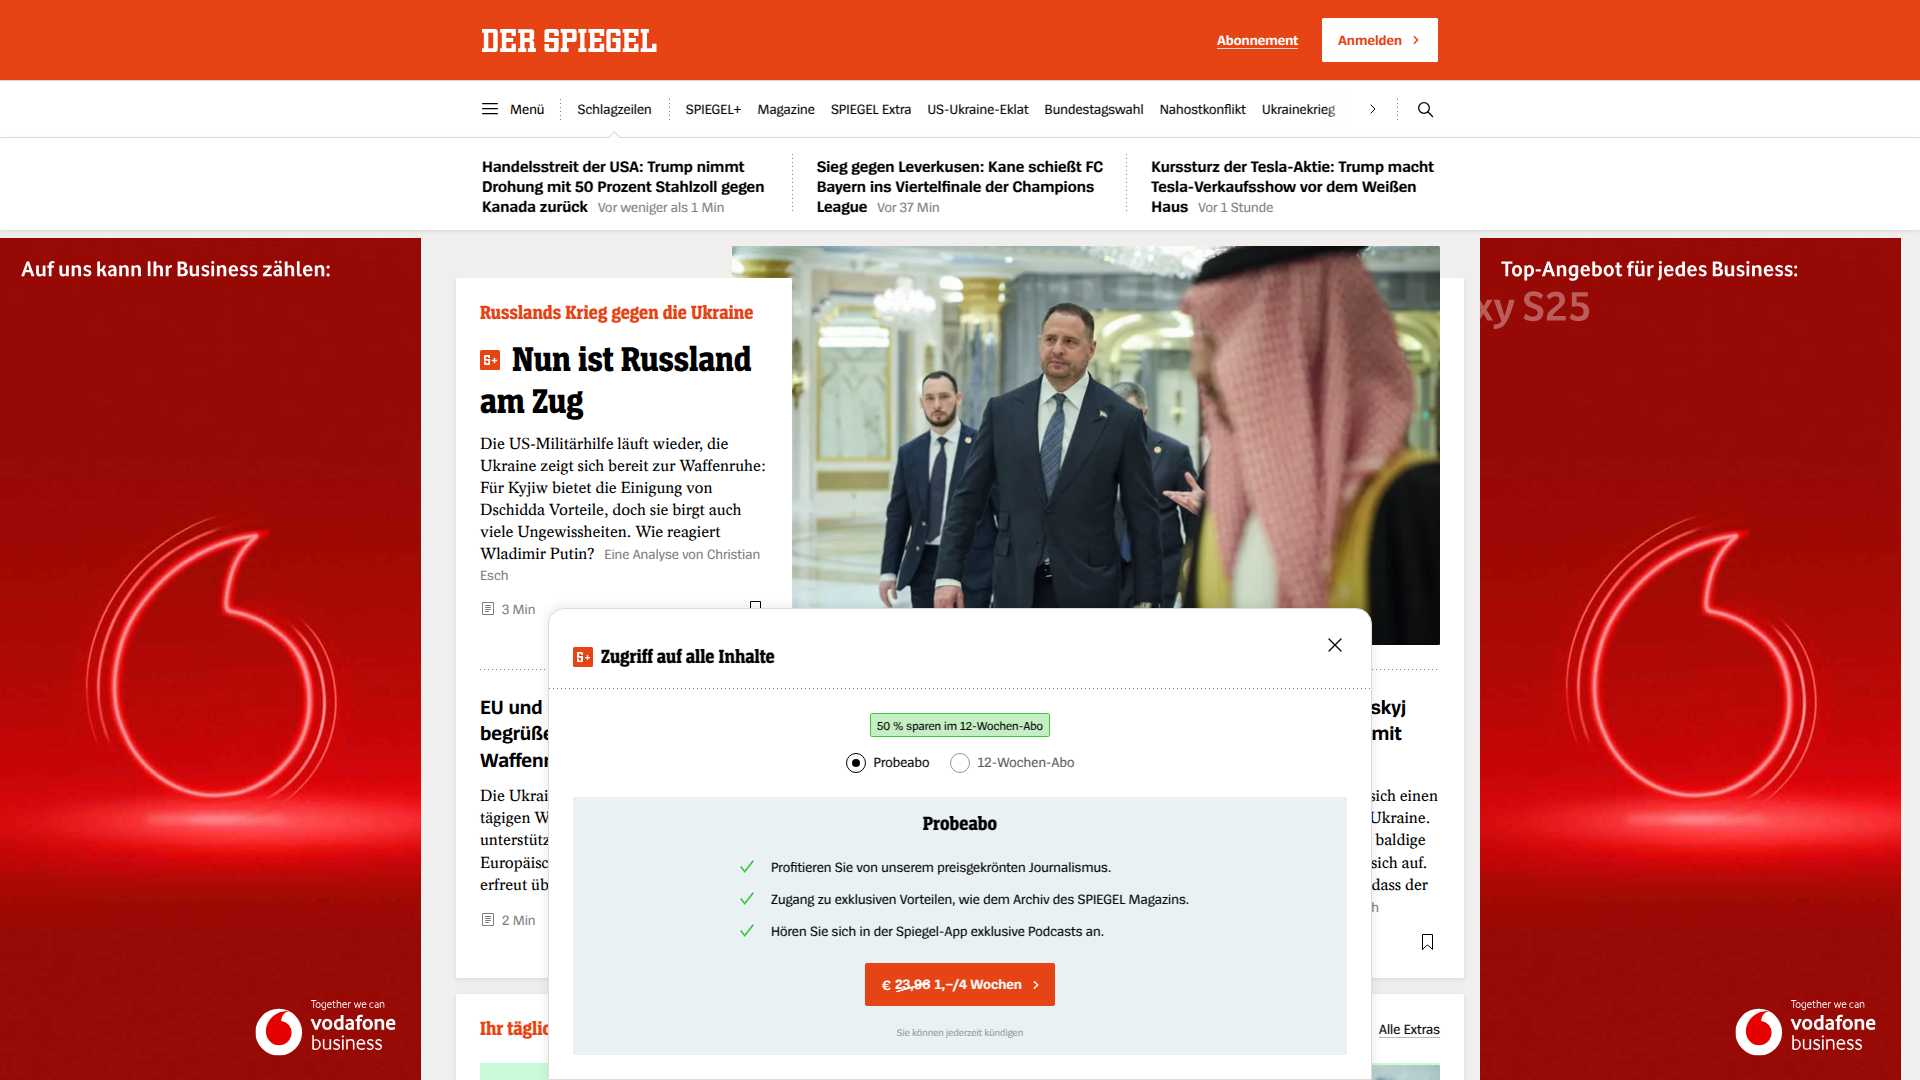 DER SPIEGEL
Abonnement
Anmelden
Menü
Schlagzeilen
SPIEGEL+
Magazine
SPIEGEL Extra
US-Ukraine-Eklat
Bundestagswahl
Nahostkonflikt
Ukrainekrieg
Handelsstreit der USA: Trump nimmt
Drohung mit 50 Prozent Stahlzoll gegen
Kanada zurück Vor weniger als 1 Min
Sieg gegen Leverkusen: Kane schießt FC
Bayern ins Viertelfinale der Champions
League Vor 37 Min
Kurssturz der Tesla-Aktie: Trump macht
Tesla-Verkaufsshow vor dem Weißen
Haus Vor 1 Stunde
Auf uns kann Ihr Business zählen:
Together we can
vodafone
business
Russlands Krieg gegen die Ukraine
S+ Nun ist Russland
am Zug
Die US-Militärhilfe läuft wieder, die
Ukraine zeigt sich bereit zur Waffenruhe:
Für Kyjiw bietet die Einigung von
Dschidda Vorteile, doch sie birgt auch
viele Ungewissheiten. Wie reagiert
Wladimir Putin? Eine Analyse von Christian
Esch
3 Min
EU und
begrüße
Waffenr
Die Ukrai
tägigen W
unterstütz
Europäisc
erfreut üb
2 Min
S+ Zugriff auf alle Inhalte
50 % sparen im 12-Wochen-Abo
Probeabo
12-Wochen-Abo
Probeabo
Profitieren Sie von unserem preisgekrönten Journalismus.
Zugang zu exklusiven Vorteilen, wie dem Archiv des SPIEGEL Magazins.
Hören Sie sich in der Spiegel-App exklusive Podcasts an.
€ 23,96 1,–/4 Wochen
Sie können jederzeit kündigen
skyj
mit
sich einen
Ukraine.
baldige
sich auf.
dass der
h
Ihr täglic
Alle Extras
Top-Angebot für jedes Business:
xy S25
Together we can
vodafone
business